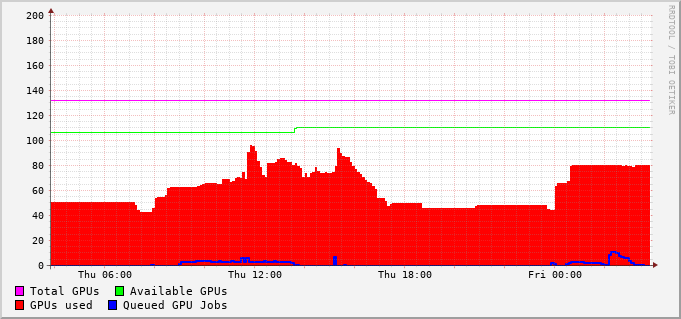 200
180
160
140
120
100
80
60
40
20
0
Thu 06:00 Thu 12:00 Thu 18:00 Fri 00:00
Total GPUs Available GPUs
GPUs used Queued GPU Jobs
RRDTOOL / TOBI OETIKER